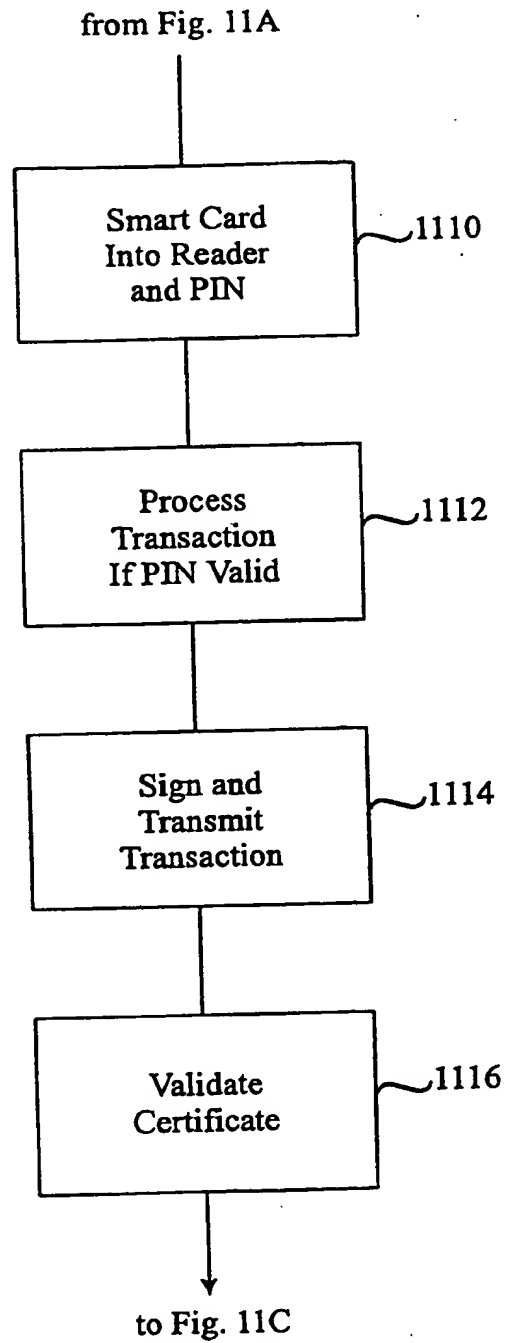 from Fig. 11A
Smart Card
Into Reader
and PIN
1110
Process
Transaction
If PIN Valid
1112
Sign and
Transmit
Transaction
1114
Validate
Certificate
1116
to Fig. 11C